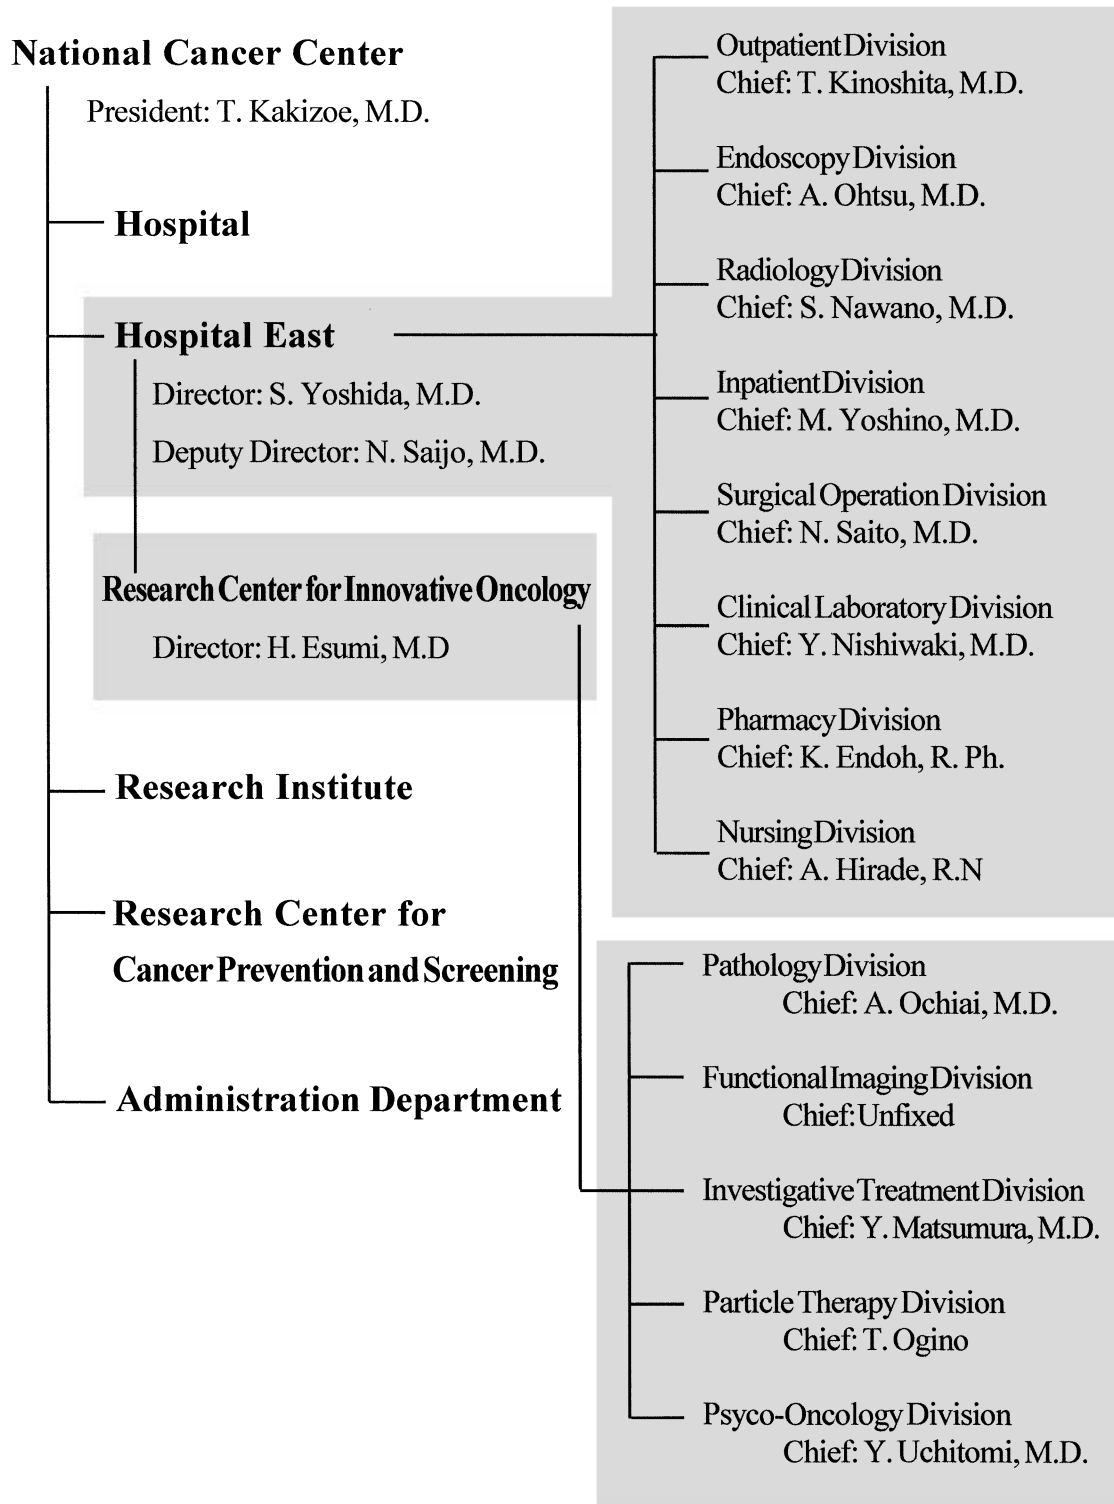 National Cancer Center
President: T. Kakizoe, M.D.
Hospital
Hospital East
Director: S. Yoshida, M.D.
Deputy Director: N. Saijo, M.D.
Research Center for Innovative Oncology
Director: H. Esumi, M.D
Research Institute
Research Center for
Cancer Prevention and Screening
Administration Department
Outpatient Division
Chief: T. Kinoshita, M.D.
Endoscopy Division
Chief: A. Ohtsu, M.D.
Radiology Division
Chief: S. Nawano, M.D.
Inpatient Division
Chief: M. Yoshino, M.D.
Surgical Operation Division
Chief: N. Saito, M.D.
Clinical Laboratory Division
Chief: Y. Nishiwaki, M.D.
Pharmacy Division
Chief: K. Endoh, R. Ph.
Nursing Division
Chief: A. Hirade, R.N
Pathology Division
Chief: A. Ochiai, M.D.
Functional Imaging Division
Chief: Unfixed
Investigative Treatment Division
Chief: Y. Matsumura, M.D.
Particle Therapy Division
Chief: T. Ogino
Psyco-Oncology Division
Chief: Y. Uchitomi, M.D.